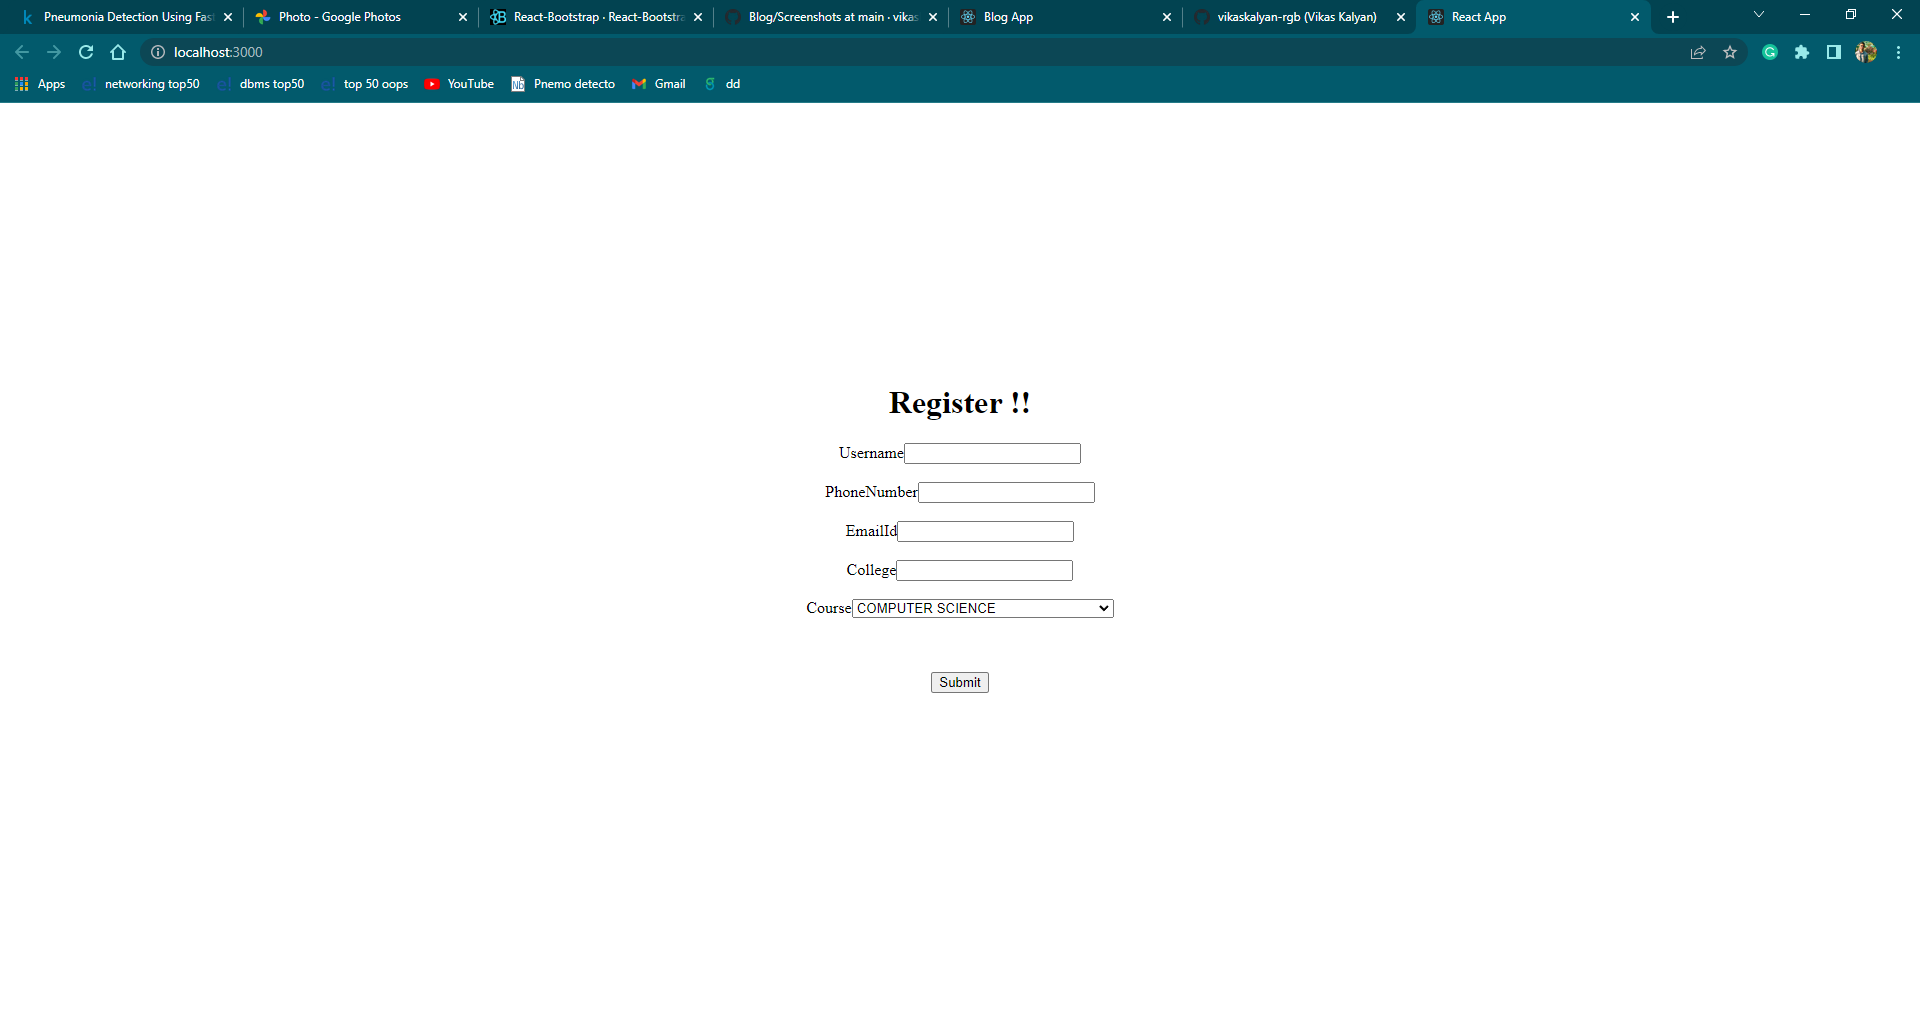 Pneumonia Detection Using Fas
Photo - Google Photos
React-Bootstrap · React-Bootstra
Blog/Screenshots at main · vikas
Blog App
vikaskalyan-rgb (Vikas Kalyan)
React App
localhost:3000
Apps
networking top50
dbms top50
top 50 oops
YouTube
Pnemo detecto
Gmail
dd
Register !!
Username
PhoneNumber
EmailId
College
Course COMPUTER SCIENCE
Submit